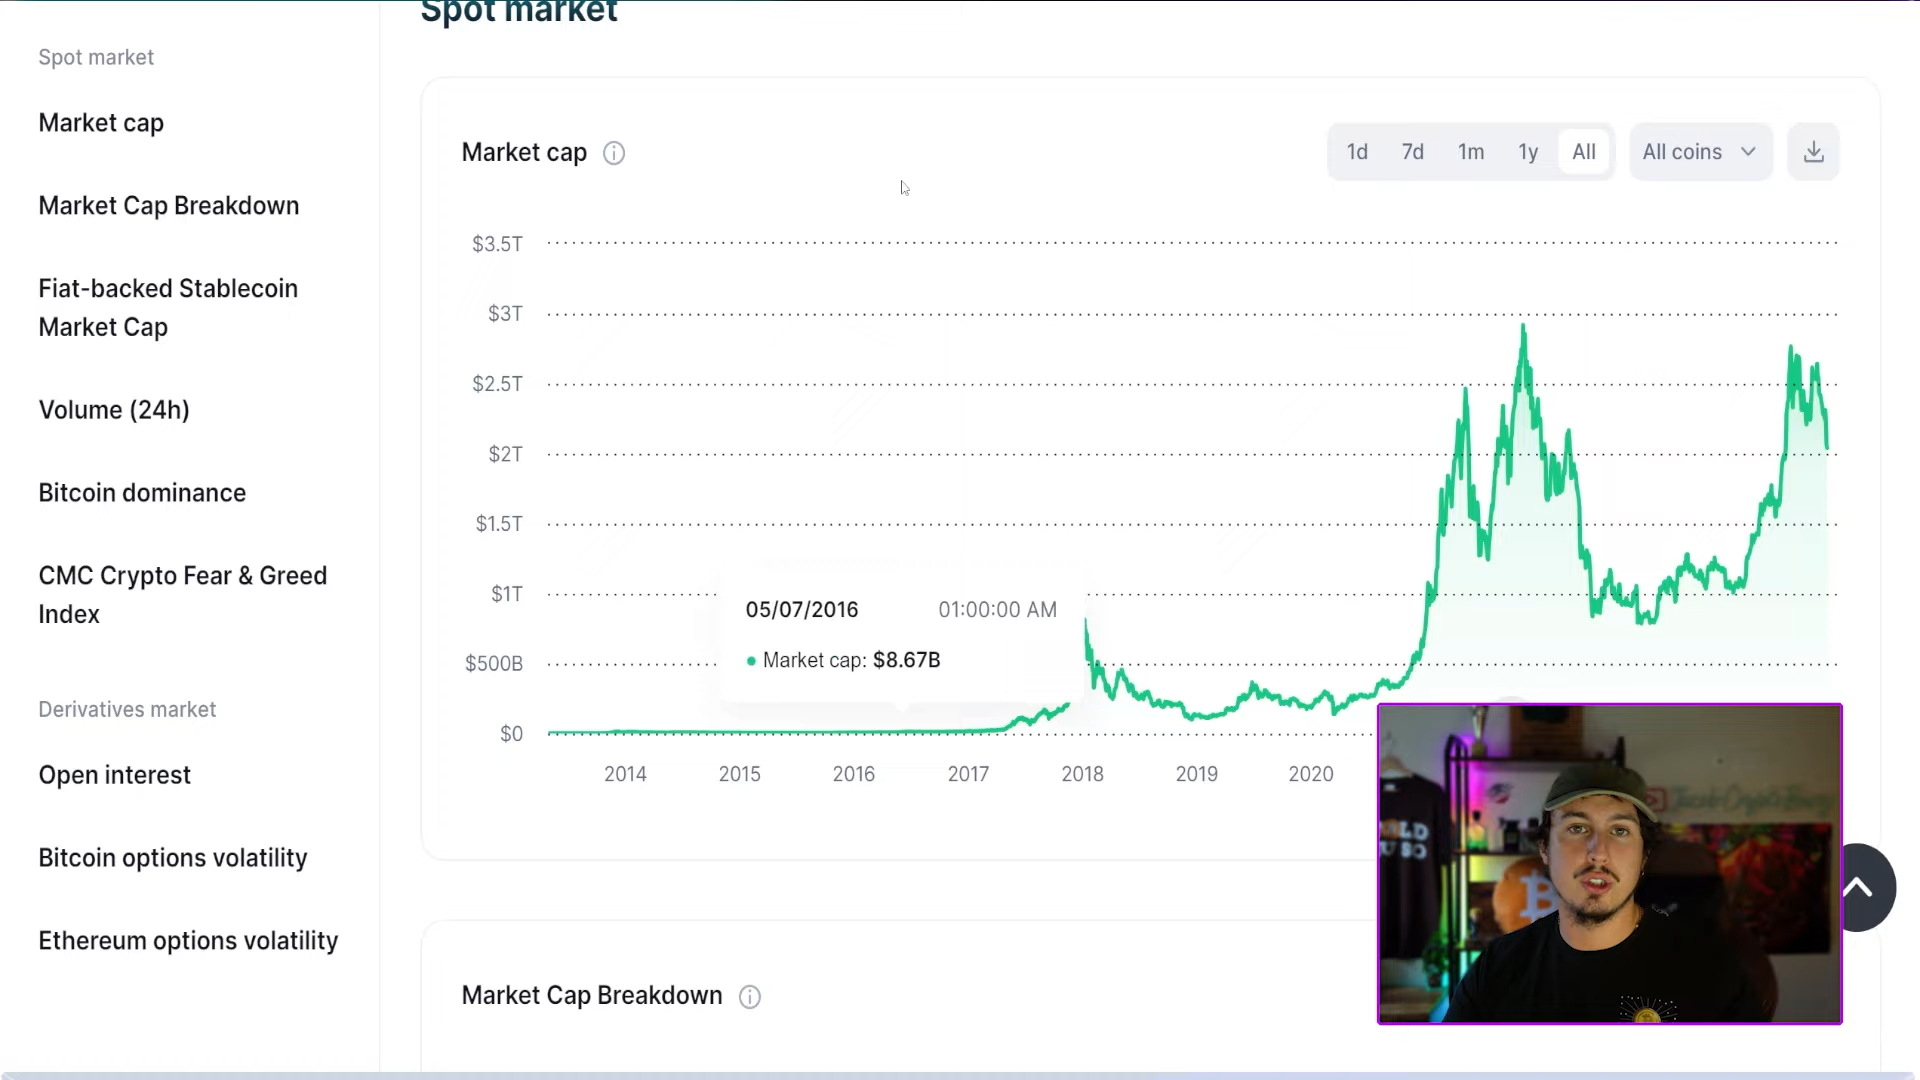 Spot market
Spot market
Market cap
Market Cap Breakdown
Fiat-backed Stablecoin
Market Cap
Volume (24h)
Bitcoin dominance
CMC Crypto Fear & Greed
Index
Derivatives market
Open interest
Bitcoin options volatility
Ethereum options volatility
Market cap
1d 7d 1m 1y All All coins
$3.5T
$3T
$2.5T
$2T
$1.5T
$1T
$500B
$0
05/07/2016 01:00:00 AM
Market cap: $8.67B
2014 2015 2016 2017 2018 2019 2020
Market Cap Breakdown